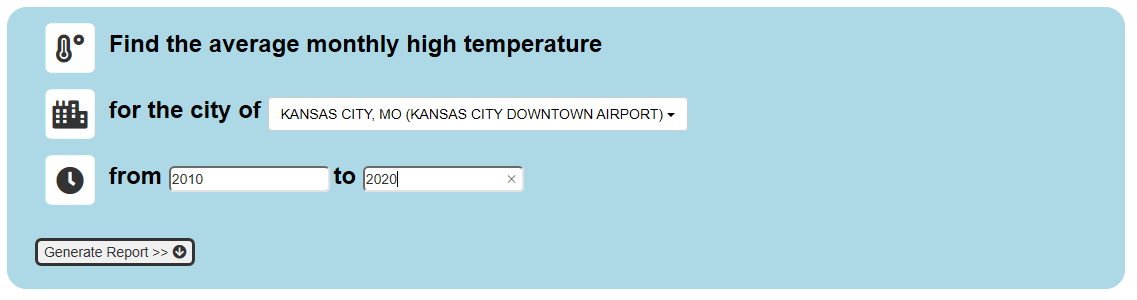 Find the average monthly high temperature
for the city of KANSAS CITY, MO (KANSAS CITY DOWNTOWN AIRPORT)
from 2010 to 2020
Generate Report >>